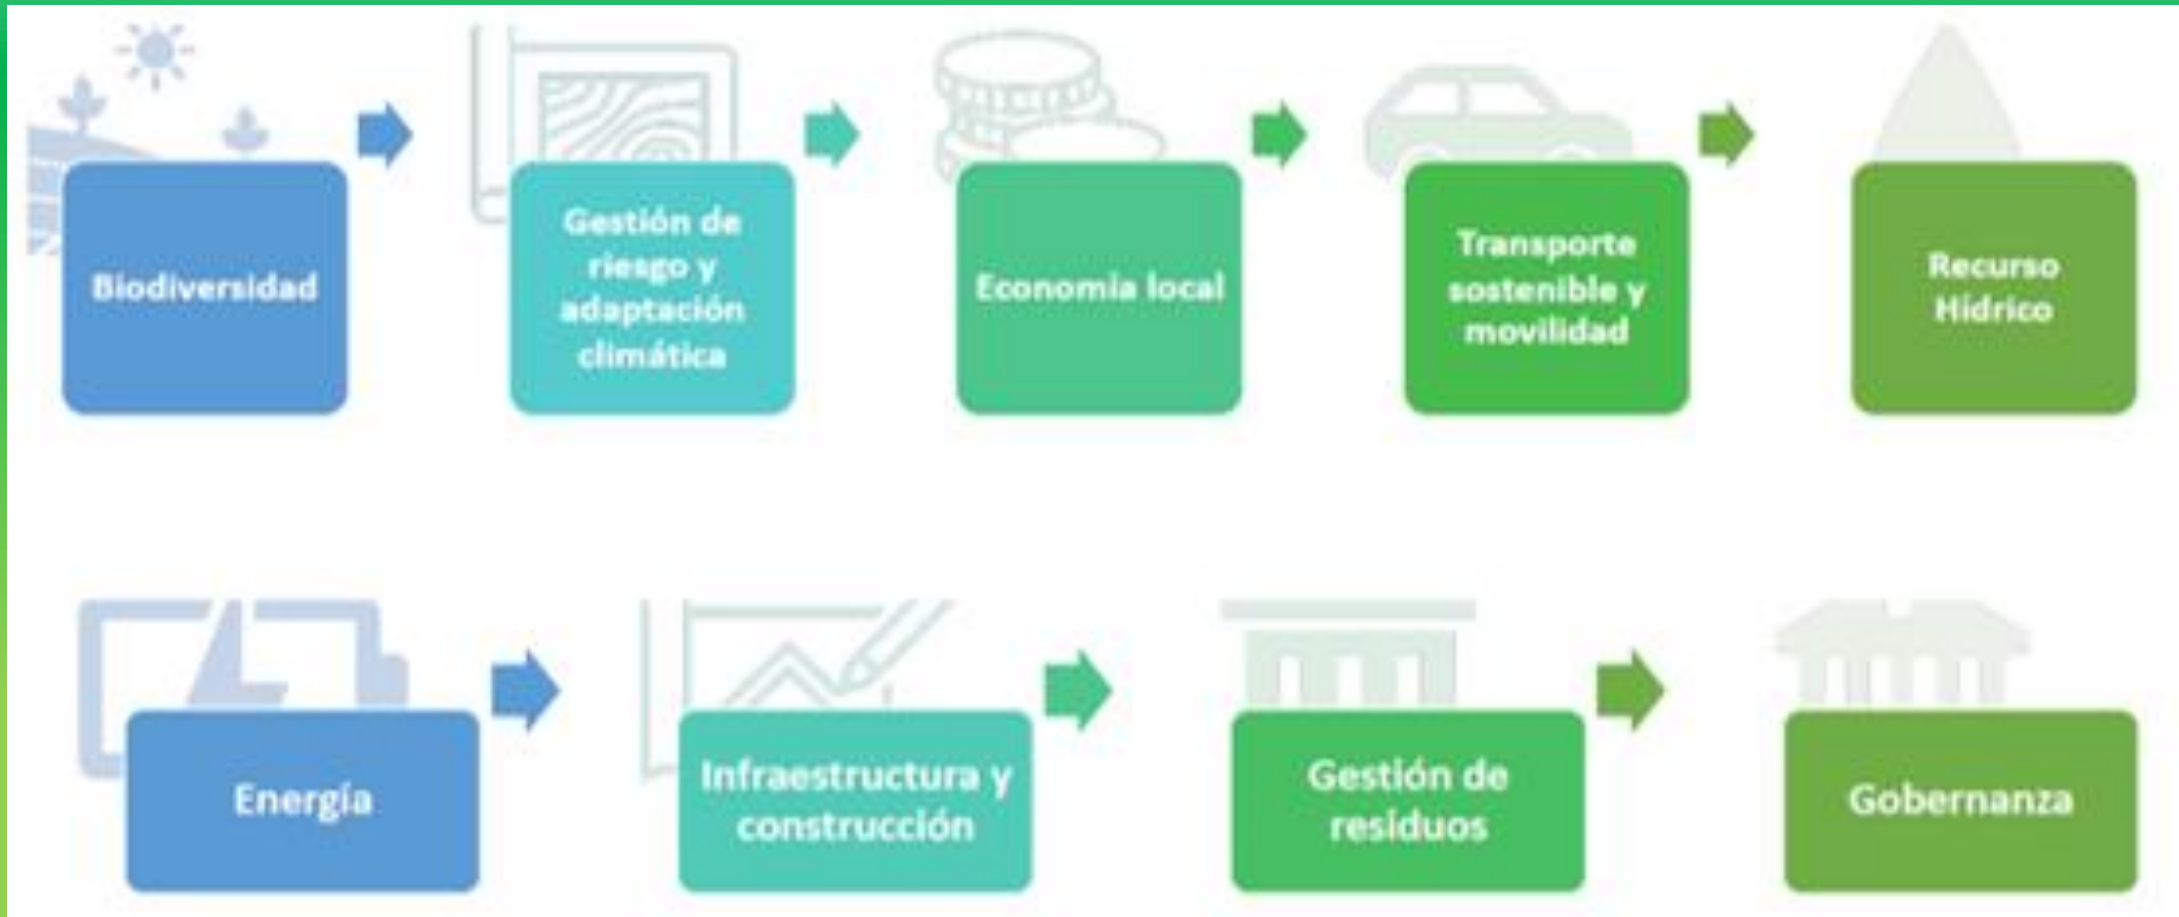 Biodiversidad
Gestión de
riesgo y
adaptación
climática
Economia local
Transporte
sostenible y
movilidad
Recurso
Hídrico
Energía
Infraestructura y
construcción
Gestión de
residuos
Gobernanza